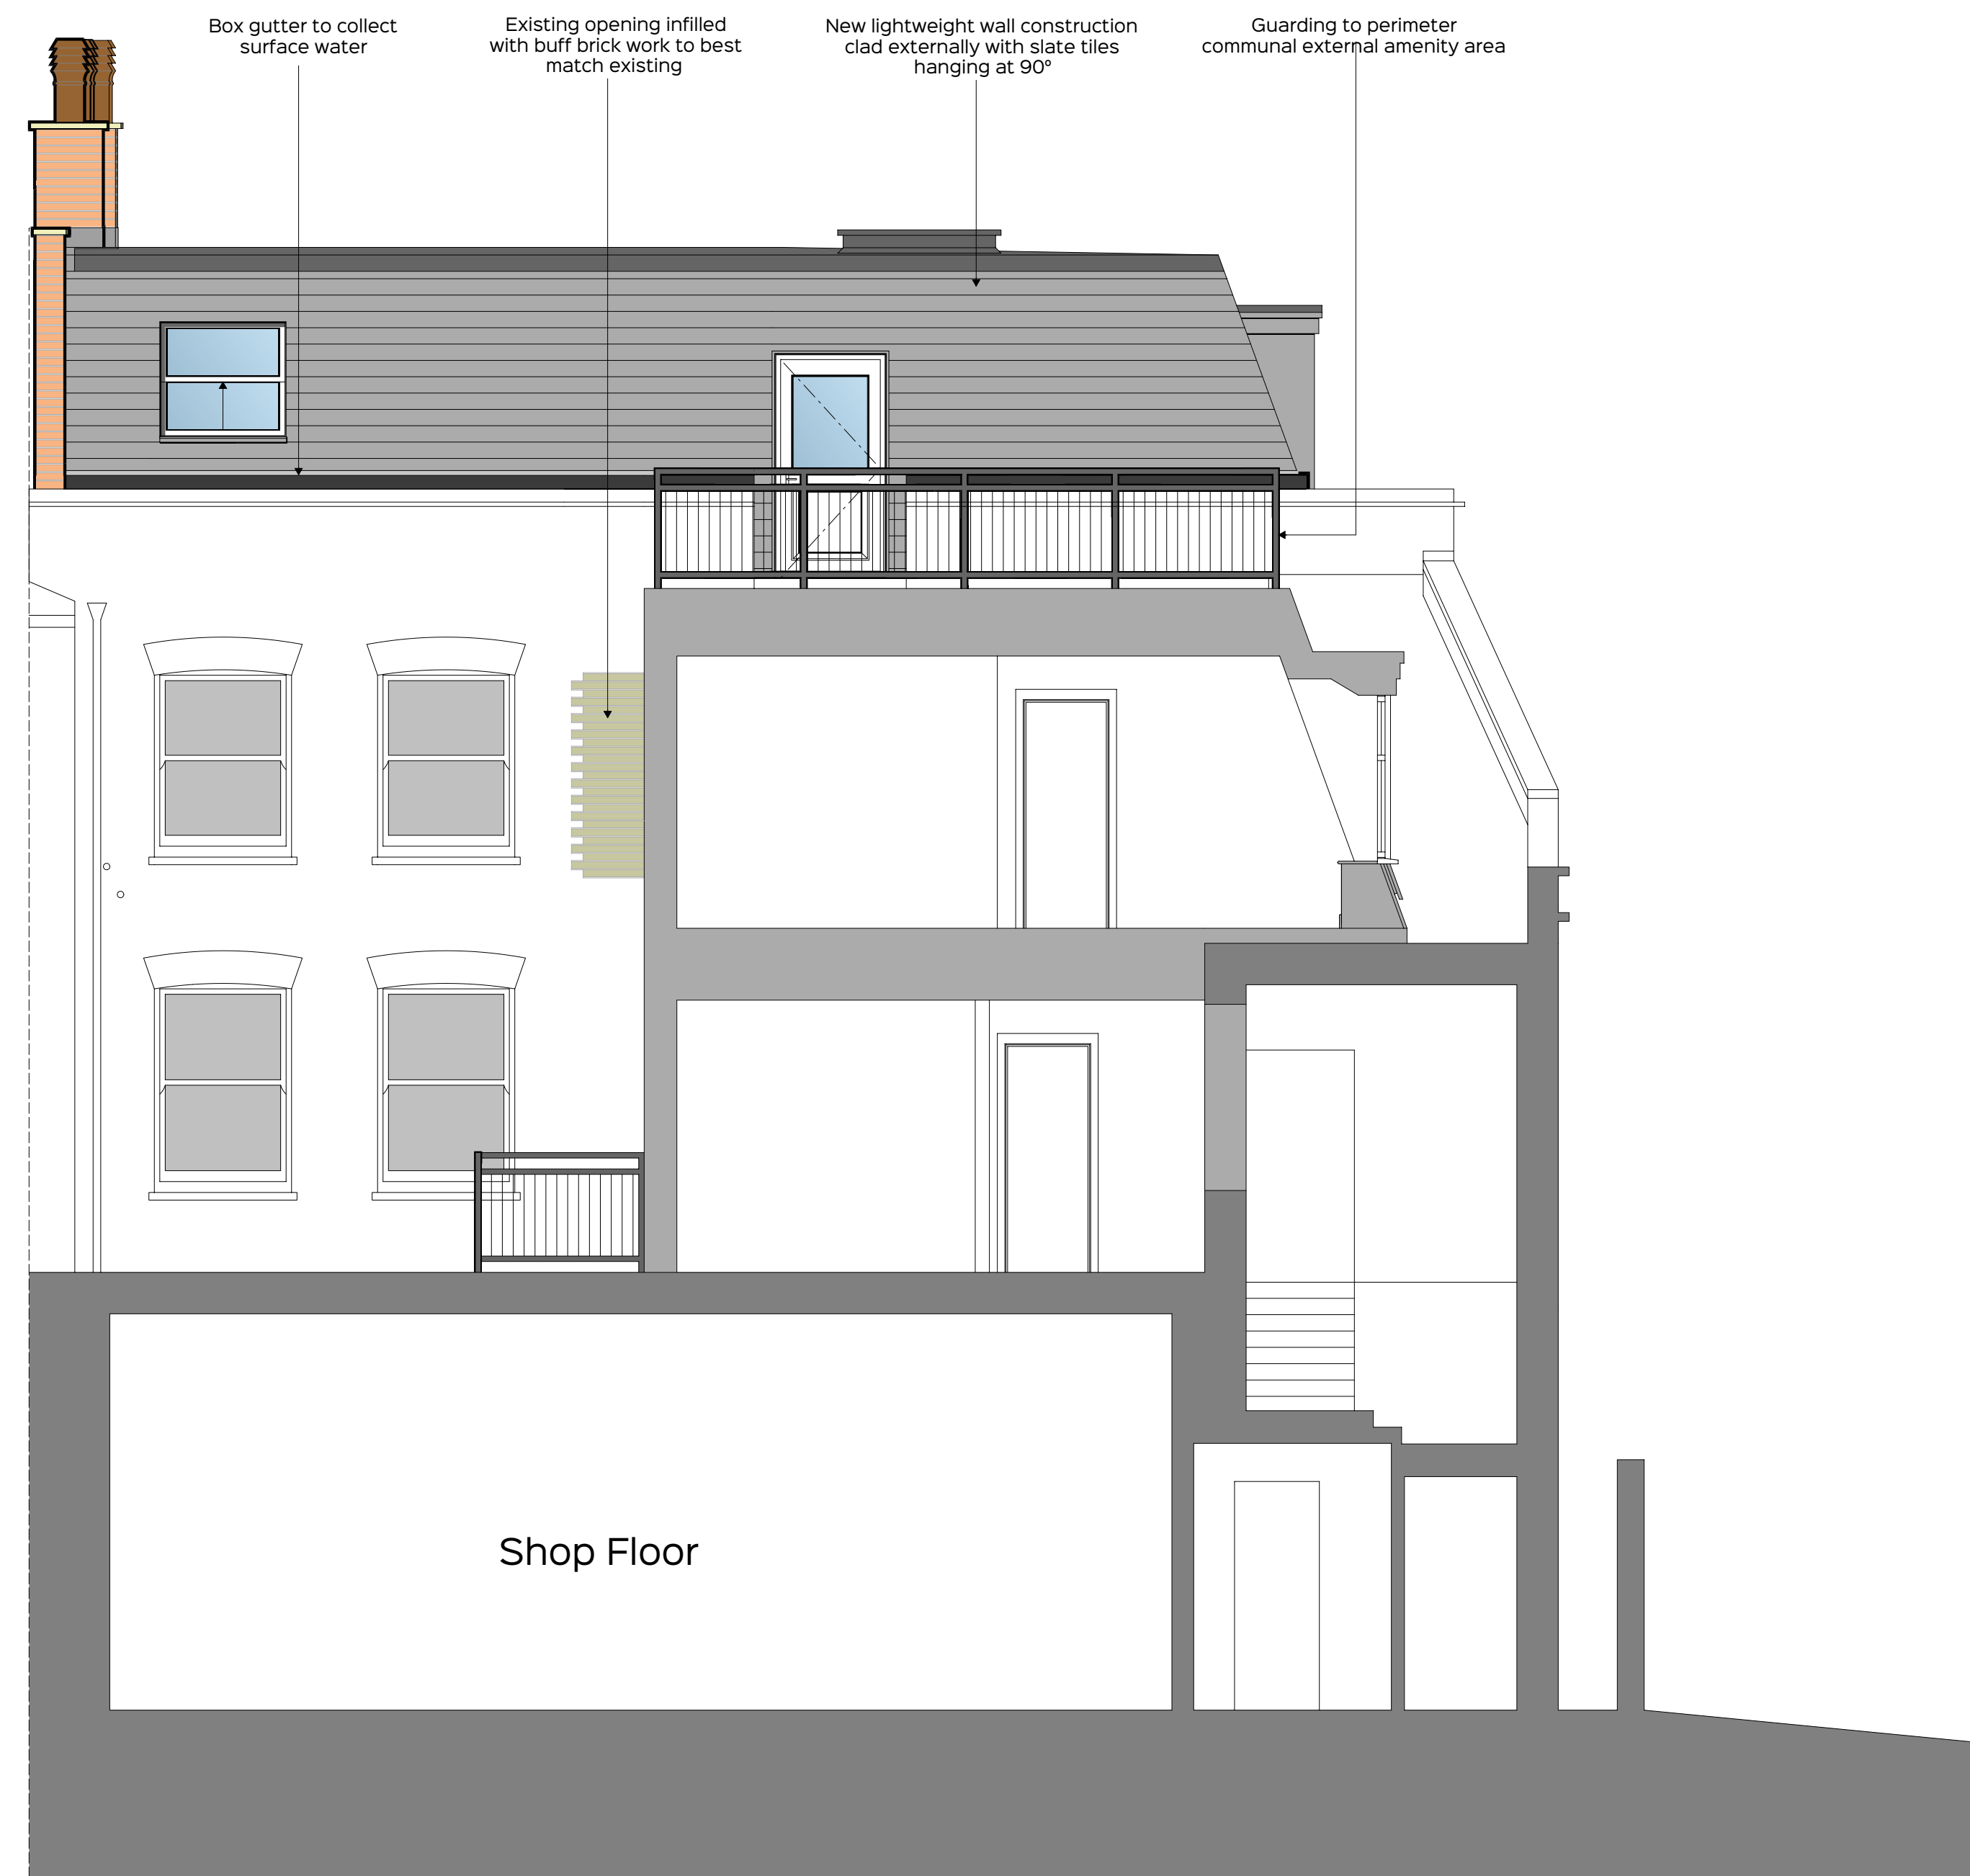 Box gutter to collect
surface water
Existing opening infilled
with buff brick work to best
match existing
New lightweight wall construction
clad externally with slate tiles
hanging at 90º
Guarding to perimeter
communal external amenity area
Shop Floor